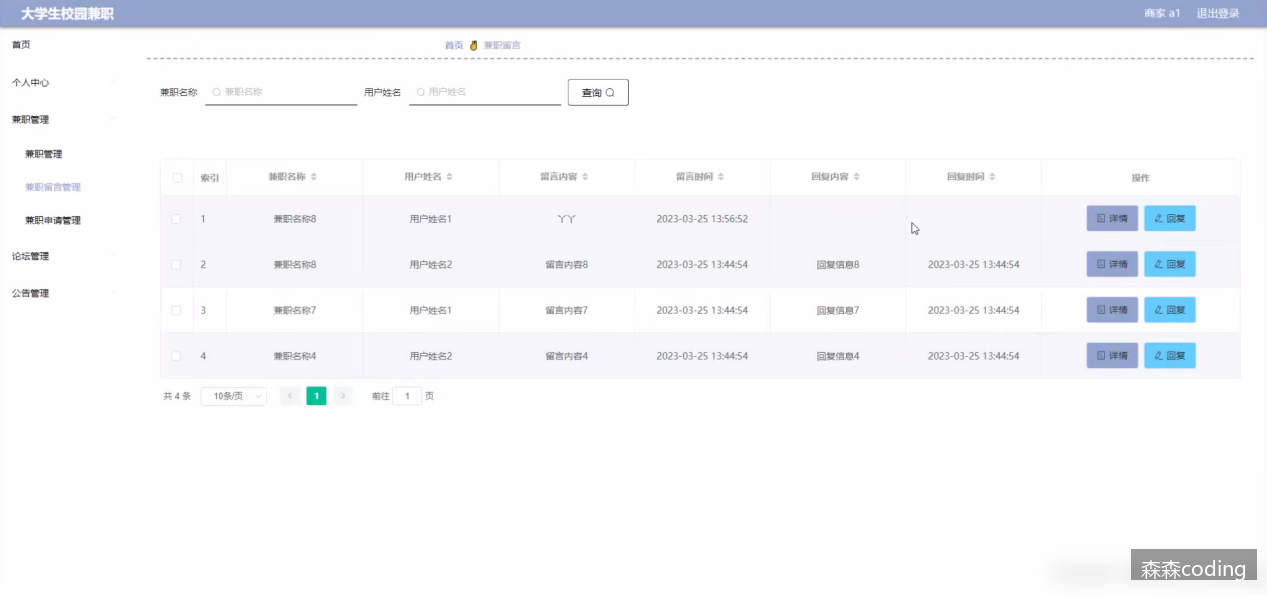 大学生校园兼职
商家 a1 退出登录
首页
个人中心
兼职管理
兼职管理
兼职留言管理
兼职申请管理
论坛管理
公告管理
首页 兼职留言
兼职名称 兼职名称 用户姓名 用户姓名 查询
索引 兼职名称 用户姓名 留言内容 留言时间 回复内容 回复时间 操作
1 兼职名称8 用户姓名1 丫丫 2023-03-25 13:56:52 详情 回复
2 兼职名称8 用户姓名2 留言内容8 2023-03-25 13:44:54 回复信息8 2023-03-25 13:44:54 详情 回复
3 兼职名称7 用户姓名1 留言内容7 2023-03-25 13:44:54 回复信息7 2023-03-25 13:44:54 详情 回复
4 兼职名称4 用户姓名2 留言内容4 2023-03-25 13:44:54 回复信息4 2023-03-25 13:44:54 详情 回复
共 4 条 10条/页 1 前往 1 页
森森coding